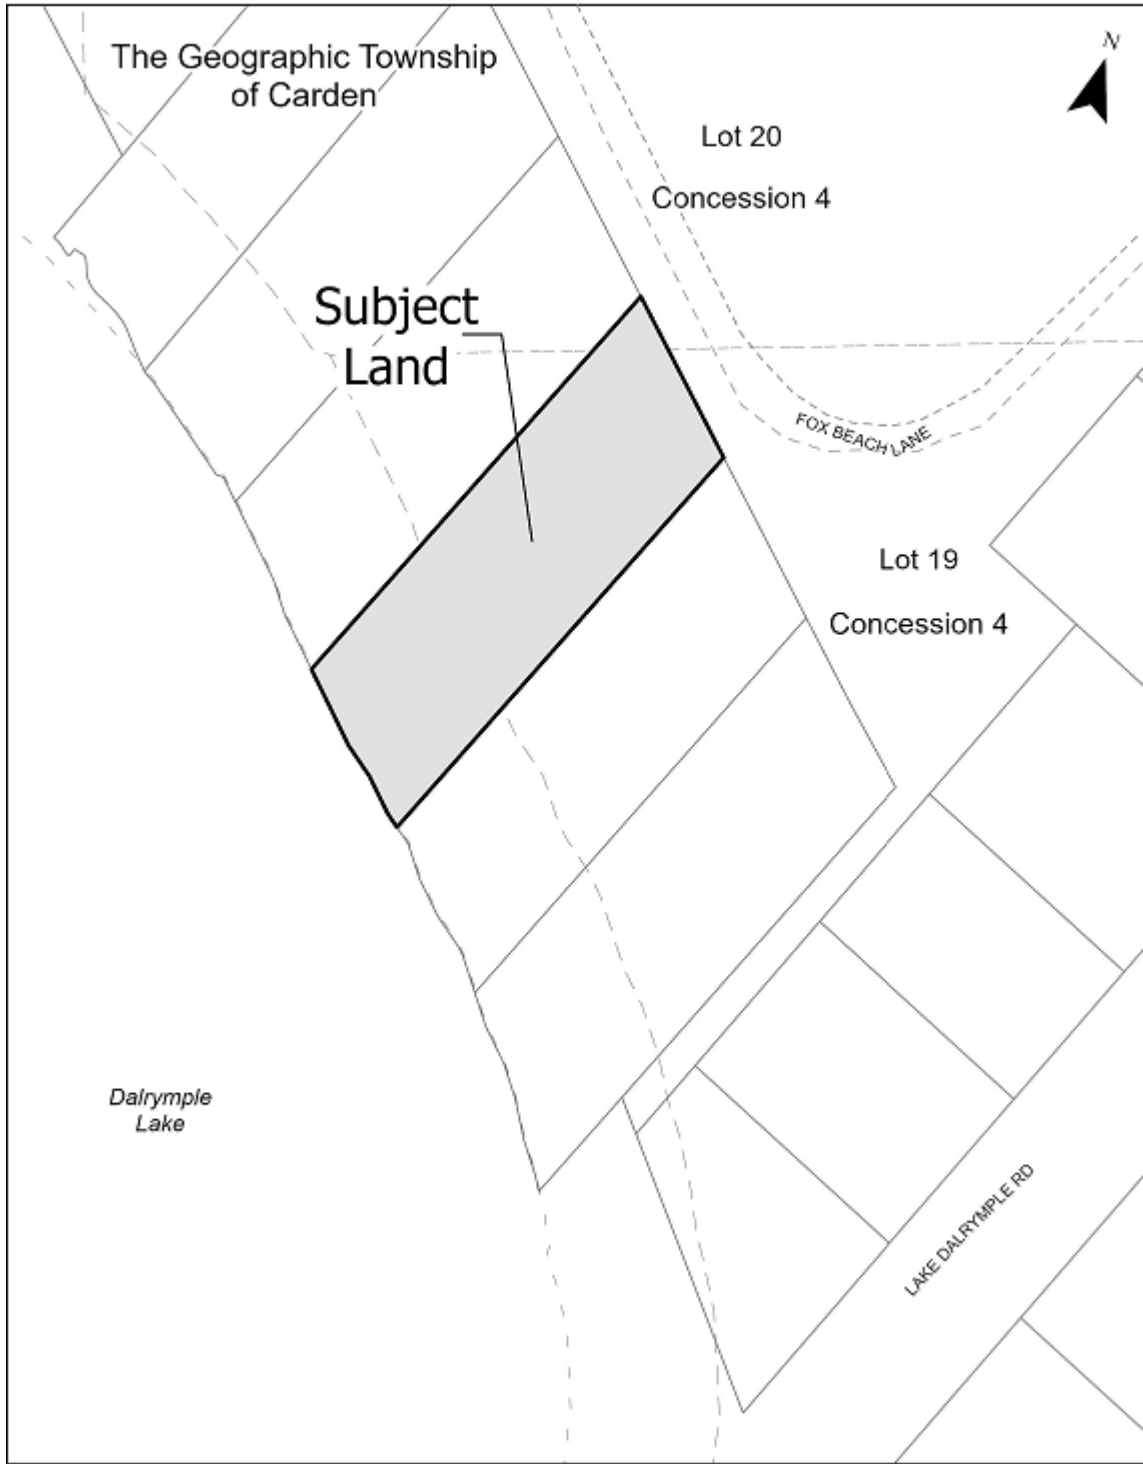 The Geographic Township
of Carden
N
Lot 20
Concession 4
Subject
Land
FOX BEACH LANE
Lot 19
Concession 4
Dalrymple
Lake
LAKE DALRYMPLE RD